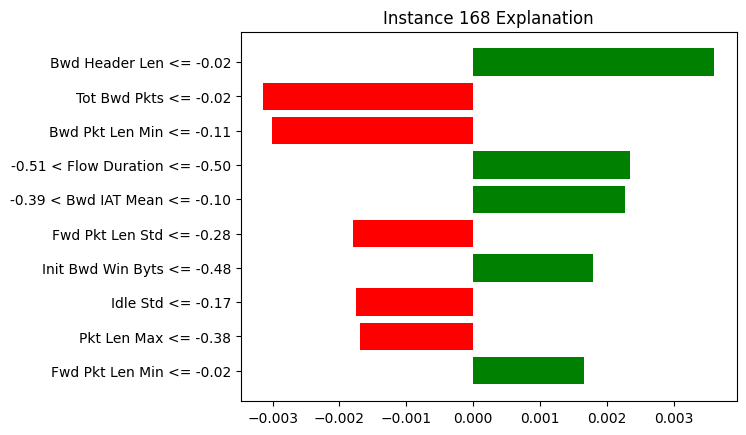 Instance 168 Explanation
Bwd Header Len <= -0.02
Tot Bwd Pkts <= -0.02
Bwd Pkt Len Min <= -0.11
-0.51 < Flow Duration <= -0.50
-0.39 < Bwd IAT Mean <= -0.10
Fwd Pkt Len Std <= -0.28
Init Bwd Win Byts <= -0.48
Idle Std <= -0.17
Pkt Len Max <= -0.38
Fwd Pkt Len Min <= -0.02
−0.003 −0.002 −0.001 0.000 0.001 0.002 0.003